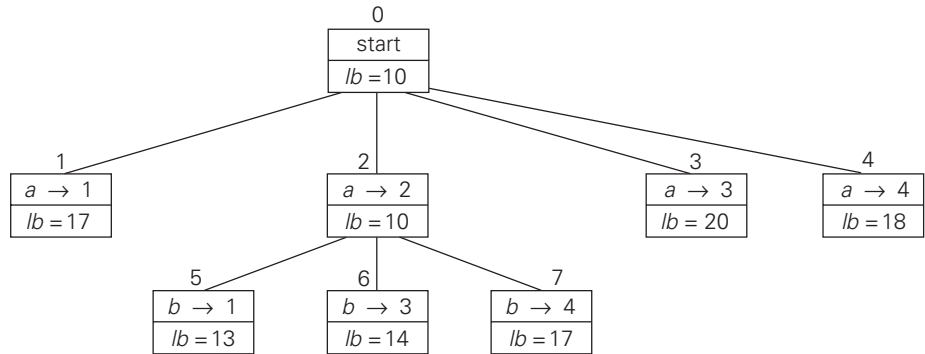 0
start
lb =10
1 2 3 4
a → 1 a → 2 a → 3 a → 4
lb =17 lb =10 lb = 20 lb =18
5 6 7
b → 1 b → 3 b → 4
lb =13 lb =14 lb =17